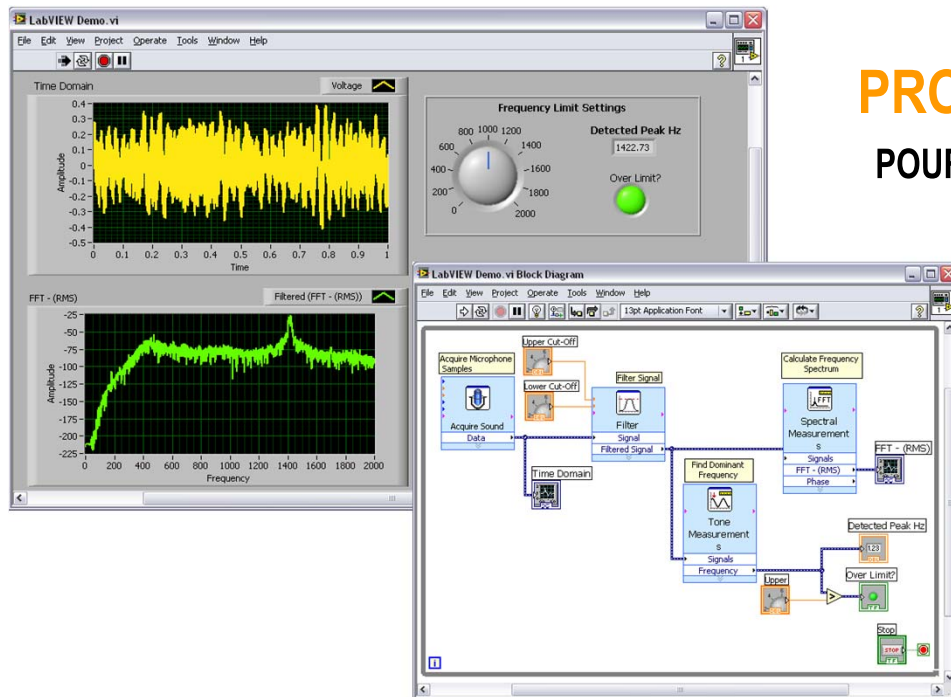 LabVIEW Demo.vi
File Edit View Project Operate Tools Window Help
Time Domain
Voltage
Amplitude
0.4
0.3
0.2
0.1
0
-0.1
-0.2
-0.3
-0.4
-0.5
0 0.1 0.2 0.3 0.4 0.5 0.6 0.7 0.8 0.9 1
Time
Frequency Limit Settings
0 200 400 600 800 1000 1200 1400 1600 1800 2000
Detected Peak Hz
1422.73
Over Limit?
PRO
POUR
FFT - (RMS)
Filtered (FFT - (RMS))
Amplitude
-25
-50
-75
-100
-125
-150
-175
-200
-225
0 200 400 600 800 1000 1200 1400 1600 1800 2000
Frequency
LabVIEW Demo.vi Block Diagram
File Edit View Project Operate Tools Window Help
13pt Application Font
Acquire Microphone
Samples
Acquire Sound
Data
Upper Cut-Off
Lower Cut-Off
Time Domain
Filter Signal
Filter
Signal
Filtered Signal
Find Dominant
Frequency
Tone
Measurement
s
Signals
Frequency
Calculate Frequency
Spectrum
FFT
Spectral
Measurement
s
Signals
FFT - (RMS)
Phase
FFT - (RMS)
Detected Peak Hz
1.23
Upper
>
Over Limit?
TF
Stop
STOP
TF
i